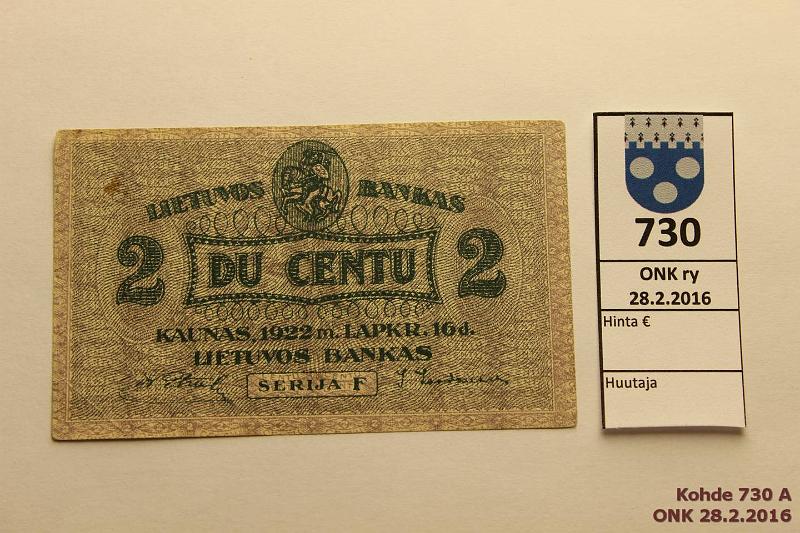 LIETUVOS BANKAS
2 DU CENTU 2
KAUNAS, 1922 m. LAPKR. 16 d.
LIETUVOS BANKAS
SERIJA F
730
ONK ry
28.2.2016
Hinta €
Huutaja
Kohde 730 A
ONK 28.2.2016